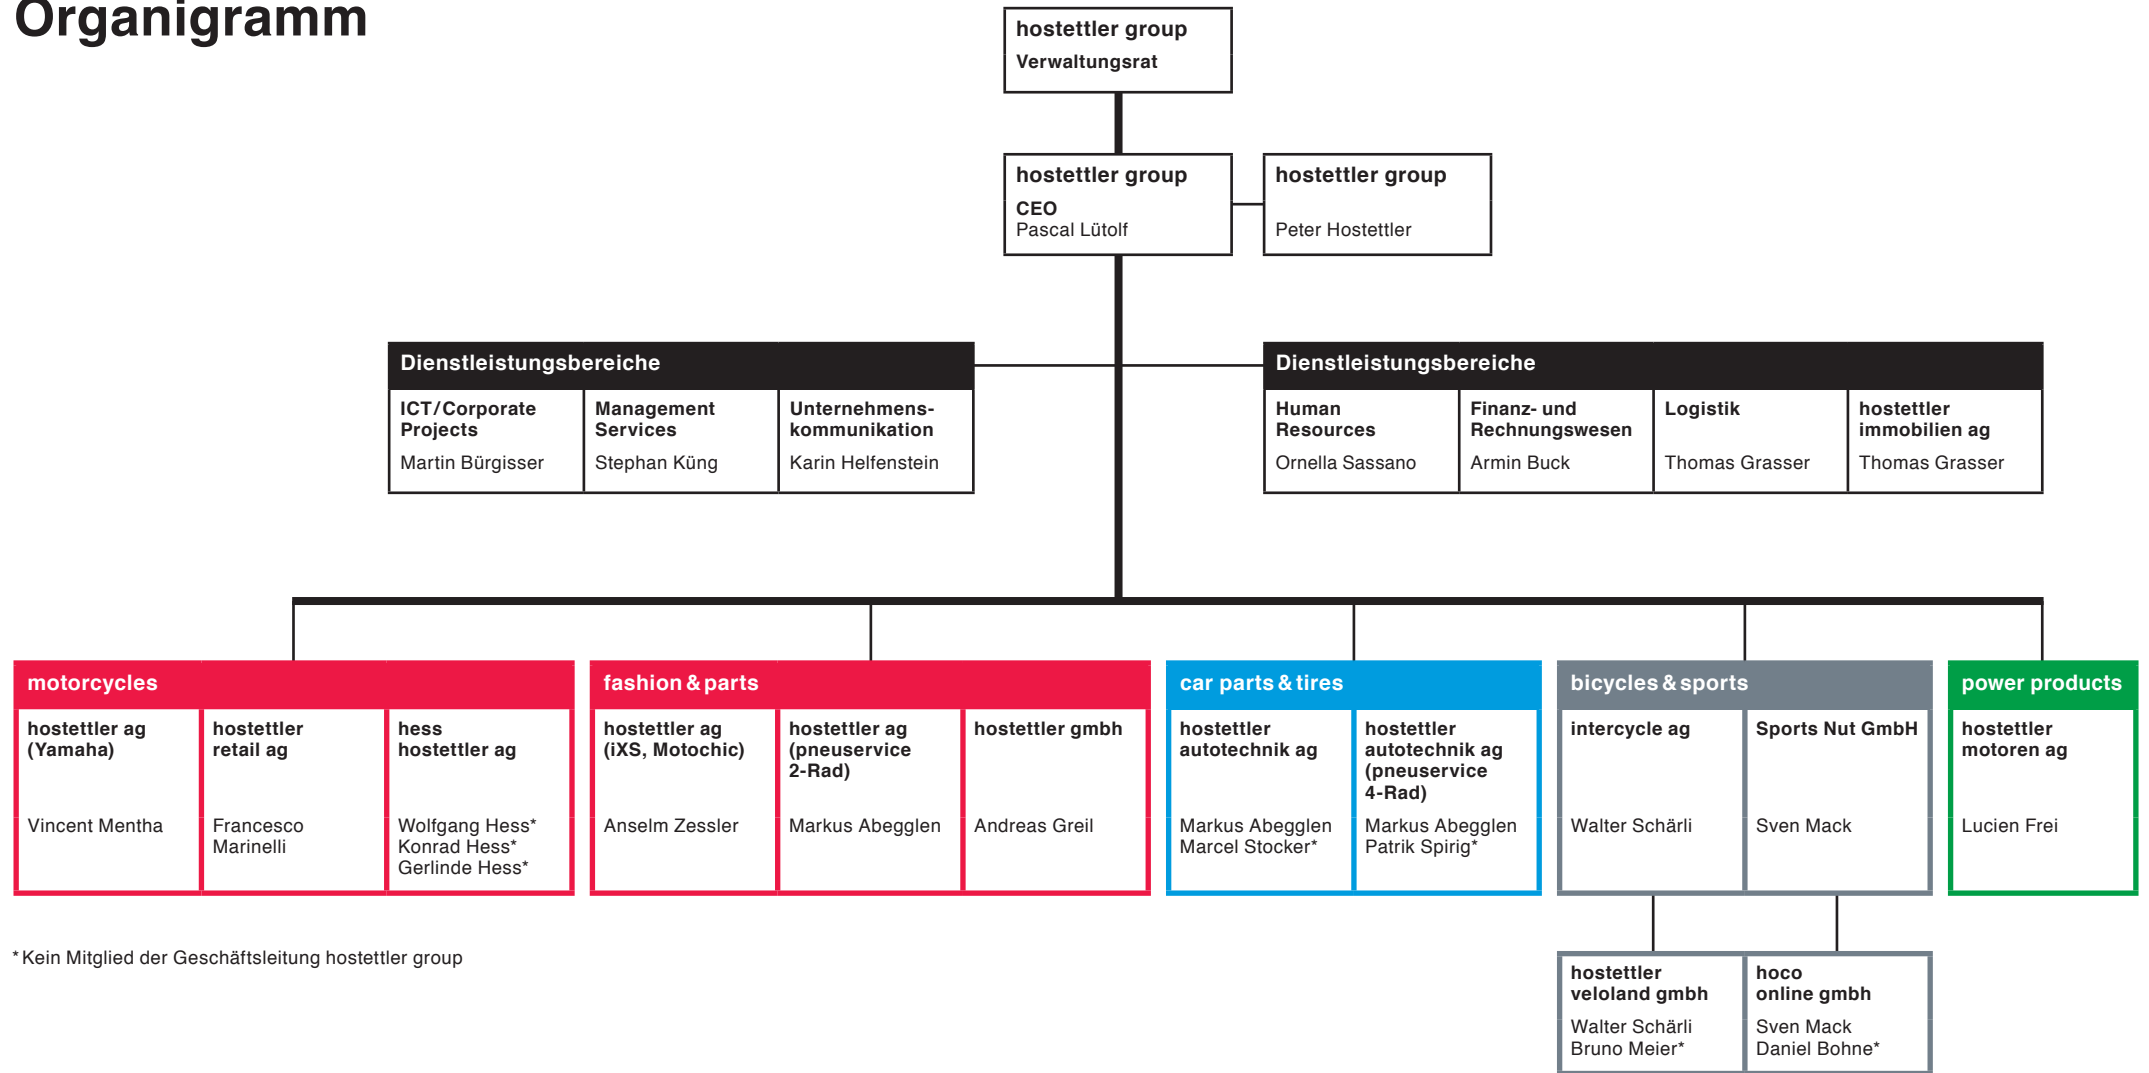 Organigramm
hostettler group
Verwaltungsrat
hostettler group
CEO
Pascal Lütolf
hostettler group
Peter Hostettler
Dienstleistungsbereiche
ICT/Corporate
Projects
Martin Bürgisser
Management
Services
Stephan Küng
Unternehmens-
kommunikation
Karin Helfenstein
Dienstleistungsbereiche
Human
Resources
Ornella Sassano
Finanz- und
Rechnungswesen
Armin Buck
Logistik
Thomas Grasser
hostettler
immobilien ag
Thomas Grasser
motorcycles
hostettler ag
(Yamaha)
Vincent Mentha
hostettler
retail ag
Francesco
Marinelli
hess
hostettler ag
Wolfgang Hess*
Konrad Hess*
Gerlinde Hess*
fashion & parts
hostettler ag
(iXS, Motochic)
Anselm Zessler
hostettler ag
(pneuservice
2-Rad)
Markus Abegglen
hostettler gmbh
Andreas Greil
car parts & tires
hostettler
autotechnik ag
Markus Abegglen
Marcel Stocker*
hostettler
autotechnik ag
(pneuservice
4-Rad)
Markus Abegglen
Patrik Spirig*
bicycles & sports
intercycle ag
Walter Schärli
Sports Nut GmbH
Sven Mack
power products
hostettler
motoren ag
Lucien Frei
hostettler
veloland gmbh
Walter Schärli
Bruno Meier*
hoco
online gmbh
Sven Mack
Daniel Bohne*
* Kein Mitglied der Geschäftsleitung hostettler group